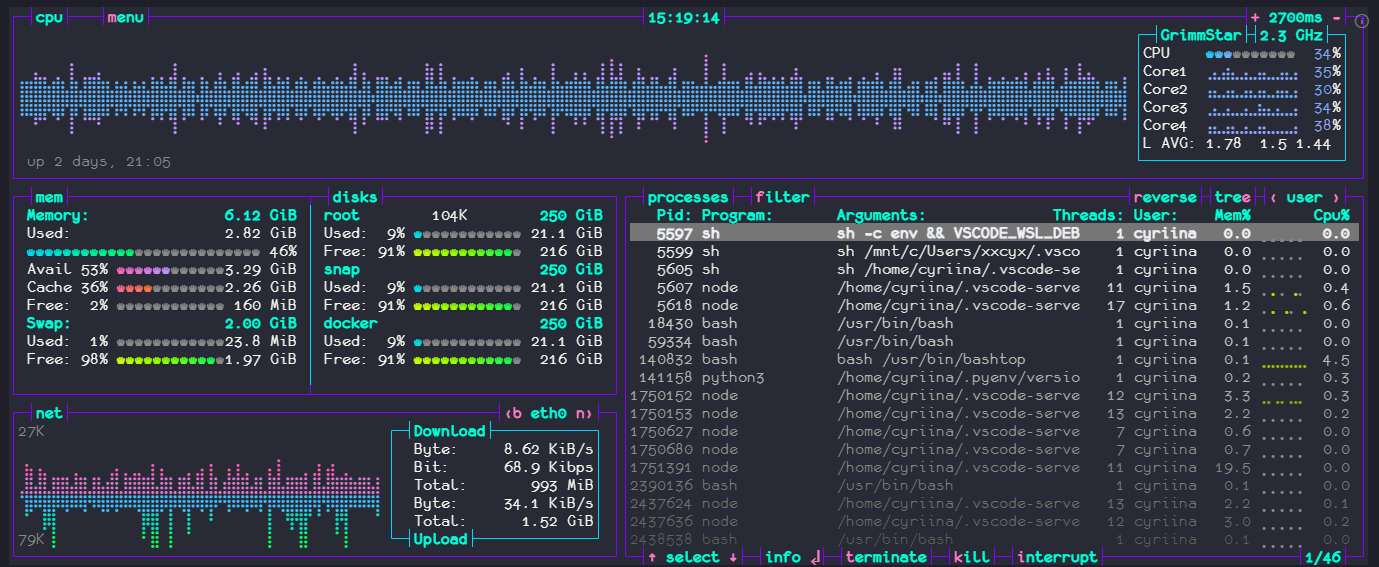 cpu menu 15:19:14 + 2700ms -
GrimmStar 2.3 GHz
CPU 34%
Core1 35%
Core2 30%
Core3 34%
Core4 38%
L AVG: 1.78 1.5 1.44
up 2 days, 21:05
mem
Memory: 6.12 GiB
Used: 2.82 GiB
46%
Avail 53% 3.29 GiB
Cache 36% 2.26 GiB
Free: 2% 160 MiB
Swap: 2.00 GiB
Used: 1% 23.8 MiB
Free: 98% 1.97 GiB
disks
root 104K 250 GiB
Used: 9% 21.1 GiB
Free: 91% 216 GiB
snap 250 GiB
Used: 9% 21.1 GiB
Free: 91% 216 GiB
docker 250 GiB
Used: 9% 21.1 GiB
Free: 91% 216 GiB
net ‹b eth0 n›
27K
79K
Download
Byte: 8.62 KiB/s
Bit: 68.9 Kibps
Total: 993 MiB
Byte: 34.1 KiB/s
Total: 1.52 GiB
Upload
processes filter reverse tree ‹ user ›
Pid: Program: Arguments: Threads: User: Mem% Cpu%
5597 sh sh -c env && VSCODE_WSL_DEB 1 cyriina 0.0 0.0
5599 sh sh /mnt/c/Users/xxcyx/.vsco 1 cyriina 0.0 0.0
5605 sh sh /home/cyriina/.vscode-se 1 cyriina 0.0 0.0
5607 node /home/cyriina/.vscode-serve 11 cyriina 1.5 0.4
5618 node /home/cyriina/.vscode-serve 17 cyriina 1.2 0.6
18430 bash /usr/bin/bash 1 cyriina 0.1 0.0
59334 bash /usr/bin/bash 1 cyriina 0.1 0.0
140832 bash bash /usr/bin/bashtop 1 cyriina 0.1 4.5
141158 python3 /home/cyriina/.pyenv/versio 1 cyriina 0.2 0.3
1750152 node /home/cyriina/.vscode-serve 12 cyriina 3.3 0.3
1750153 node /home/cyriina/.vscode-serve 13 cyriina 2.2 0.2
1750627 node /home/cyriina/.vscode-serve 7 cyriina 0.6 0.0
1750680 node /home/cyriina/.vscode-serve 7 cyriina 0.7 0.0
1751391 node /home/cyriina/.vscode-serve 11 cyriina 19.5 0.0
2390136 bash /usr/bin/bash 1 cyriina 0.1 0.0
2437624 node /home/cyriina/.vscode-serve 13 cyriina 2.2 0.1
2437636 node /home/cyriina/.vscode-serve 12 cyriina 3.0 0.2
2438538 bash /usr/bin/bash 1 cyriina 0.1 0.0
↑ select ↓ info ↲ terminate kill interrupt 1/46